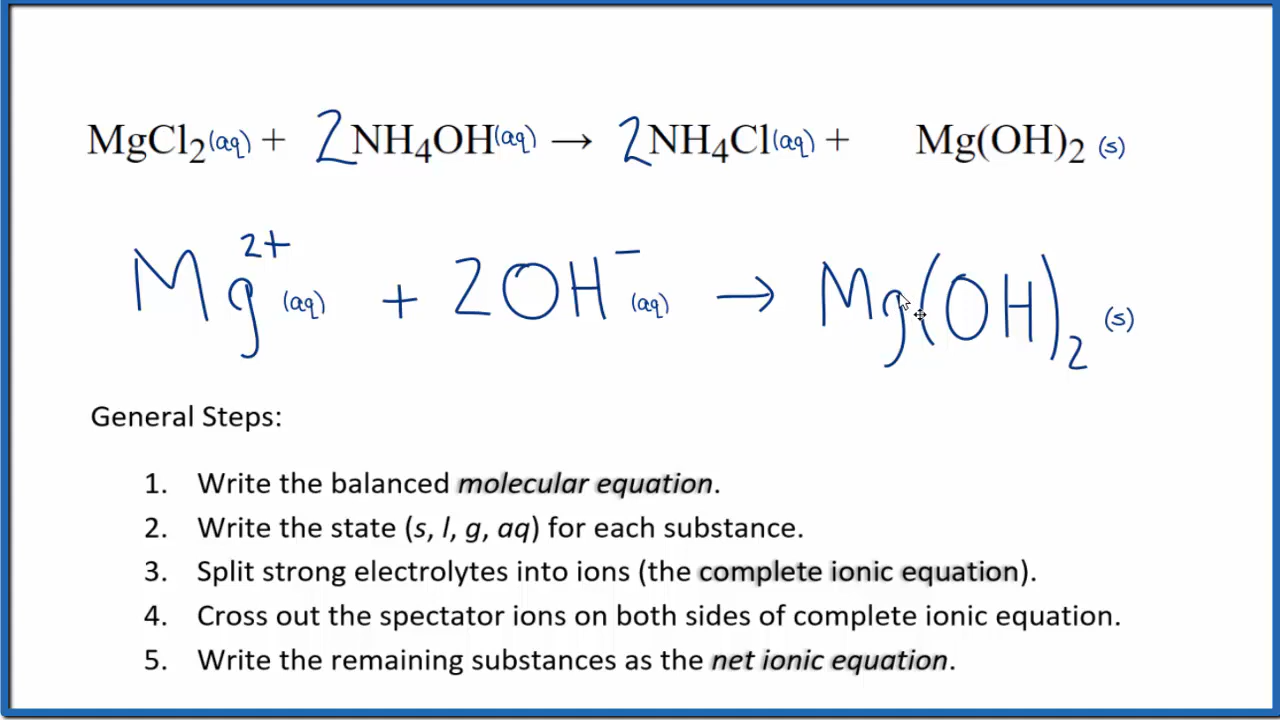 MgCl₂(aq) + 2NH₄OH(aq) → 2NH₄Cl(aq) + Mg(OH)₂ (s)
Mg²⁺(aq) + 2OH⁻(aq) → Mg(OH)₂ (s)
General Steps:
1. Write the balanced molecular equation.
2. Write the state (s, l, g, aq) for each substance.
3. Split strong electrolytes into ions (the complete ionic equation).
4. Cross out the spectator ions on both sides of complete ionic equation.
5. Write the remaining substances as the net ionic equation.